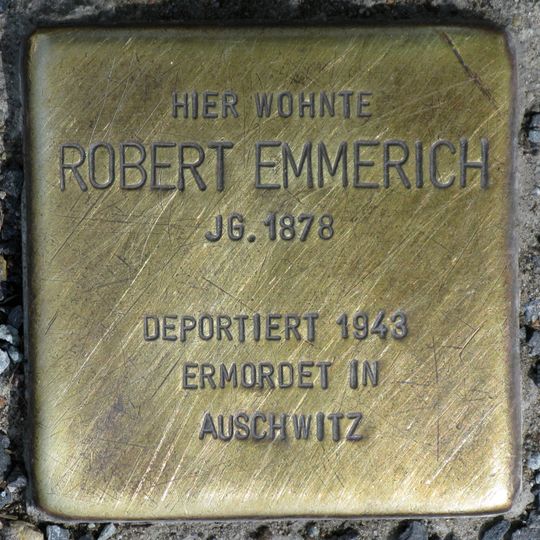 HIER WOHNTE
ROBERT EMMERICH
JG. 1878
DEPORTIERT 1943
ERMORDET IN
AUSCHWITZ